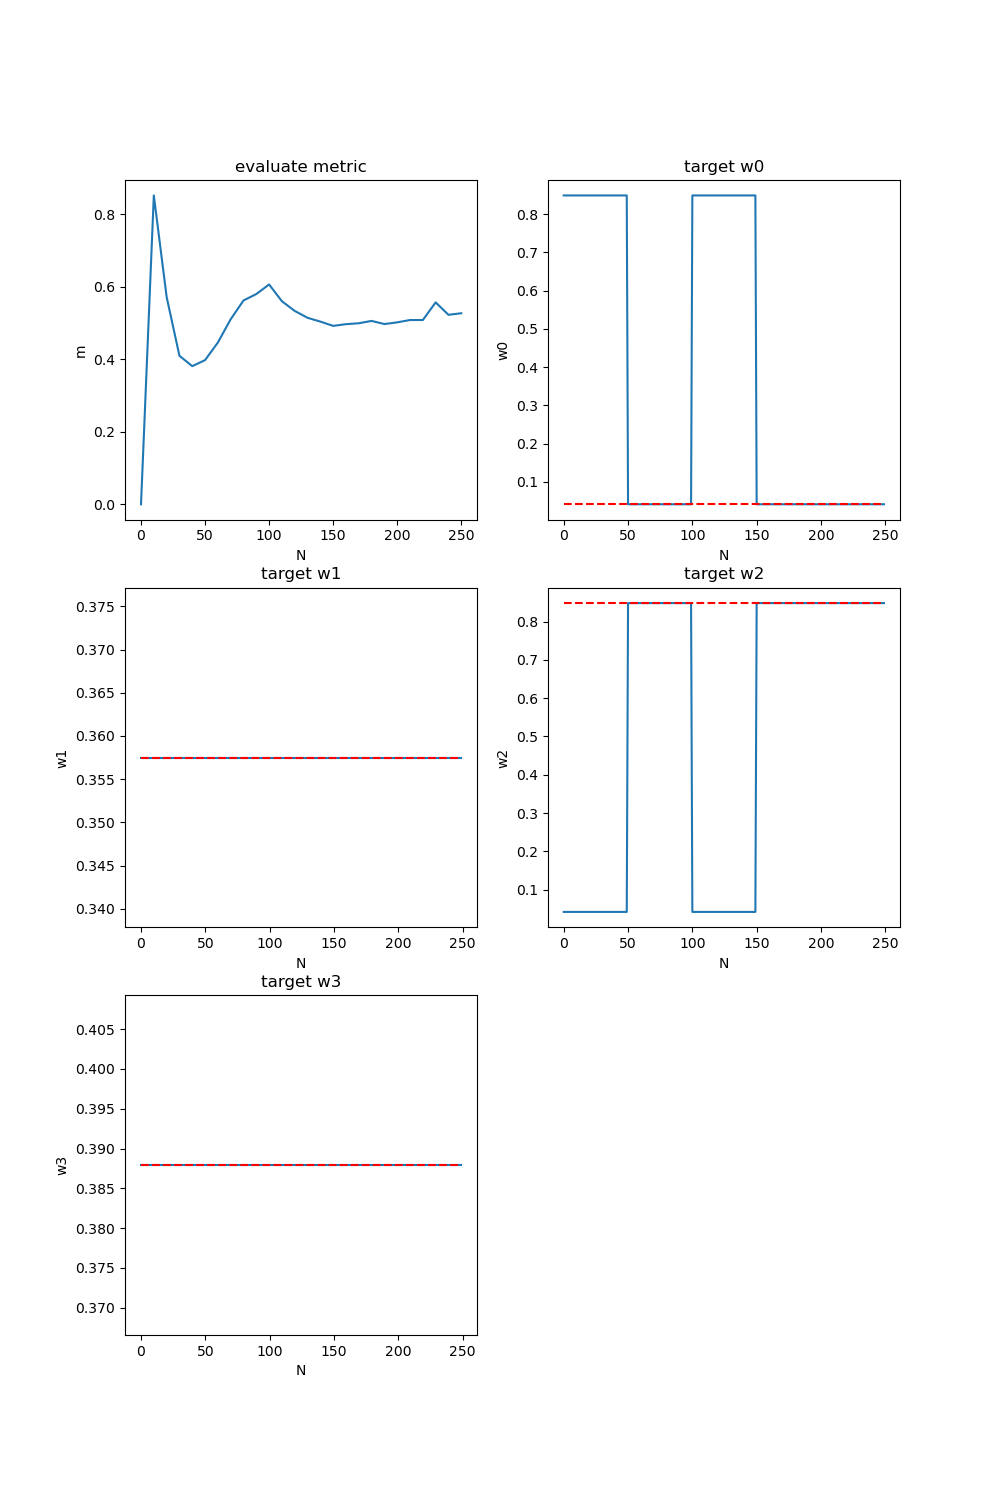 evaluate metric
0.8
0.6
m
0.4
0.2
0.0
0 50 100 150 200 250
N
target w0
0.8
0.7
0.6
0.5
w0
0.4
0.3
0.2
0.1
0 50 100 150 200 250
N
target w1
0.375
0.370
0.365
0.360
w1
0.355
0.350
0.345
0.340
0 50 100 150 200 250
N
target w2
0.8
0.7
0.6
0.5
w2
0.4
0.3
0.2
0.1
0 50 100 150 200 250
N
target w3
0.405
0.400
0.395
0.390
w3
0.385
0.380
0.375
0.370
0 50 100 150 200 250
N